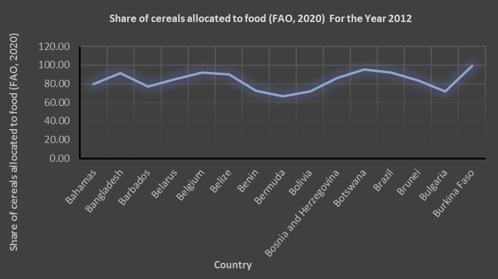 Share of cereals allocated to food (FAO, 2020) For the Year 2012
Share of cereals allocated to food (FAO, 2020)
120.00
100.00
80.00
60.00
40.00
20.00
0.00
Bahamas
Bangladesh
Barbados
Belarus
Belgium
Belize
Benin
Bermuda
Bolivia
Bosnia and Herzegovina
Botswana
Brazil
Brunei
Bulgaria
Burkina Faso
Country